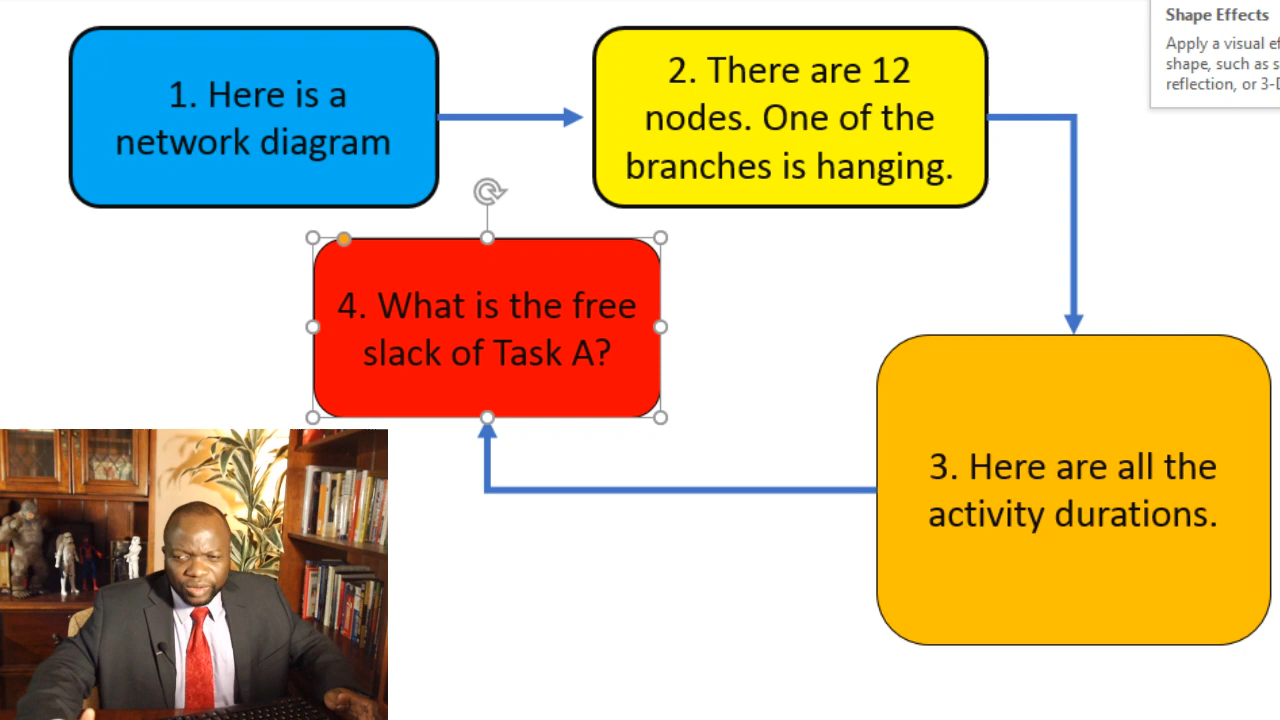 Shape Effects
Apply a visual
shape, such as
reflection, or
1. Here is a
network diagram
2. There are 12
nodes. One of the
branches is hanging.
4. What is the free
slack of Task A?
3. Here are all the
activity durations.